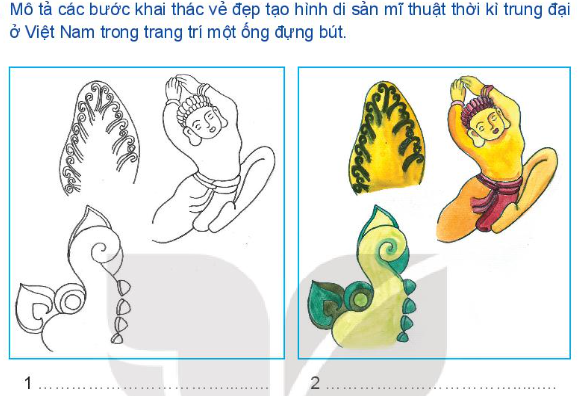 Mô tả các bước khai thác vẻ đẹp tạo hình di sản mĩ thuật thời kì trung đại
ở Việt Nam trong trang trí một ống đựng bút.
1 ............................................ 2 ............................................